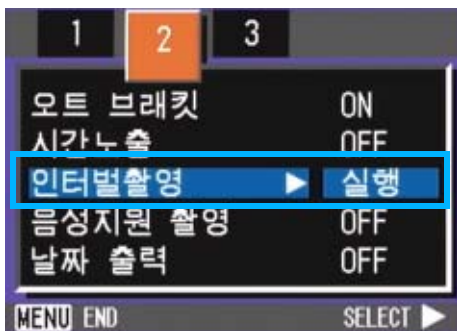 1 2 3
오트 브래킷 ON
시간노출 OFF
인터벌촬영 ▶ 실행
음성지원 촬영 OFF
날짜 출력 OFF
MENU END SELECT ▶